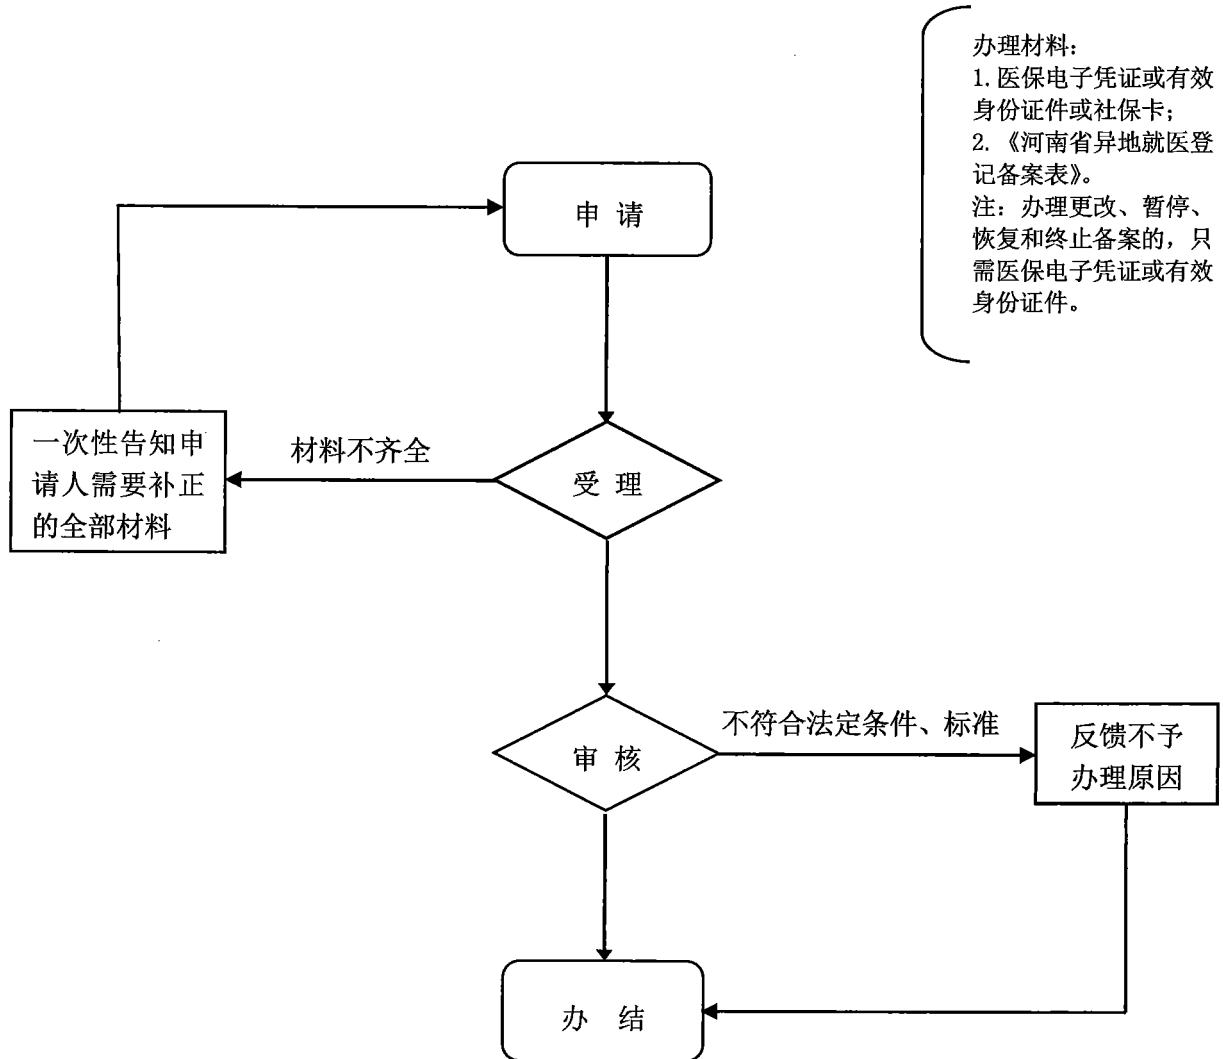 办理材料：
1. 医保电子凭证或有效
身份证件或社保卡；
2. 《河南省异地就医登
记备案表》。
注：办理更改、暂停、
恢复和终止备案的，只
需医保电子凭证或有效
身份证件。
申 请
材料不齐全
一次性告知申
请人需要补正
的全部材料
受 理
不符合法定条件、标准
审 核
反馈不予
办理原因
办 结